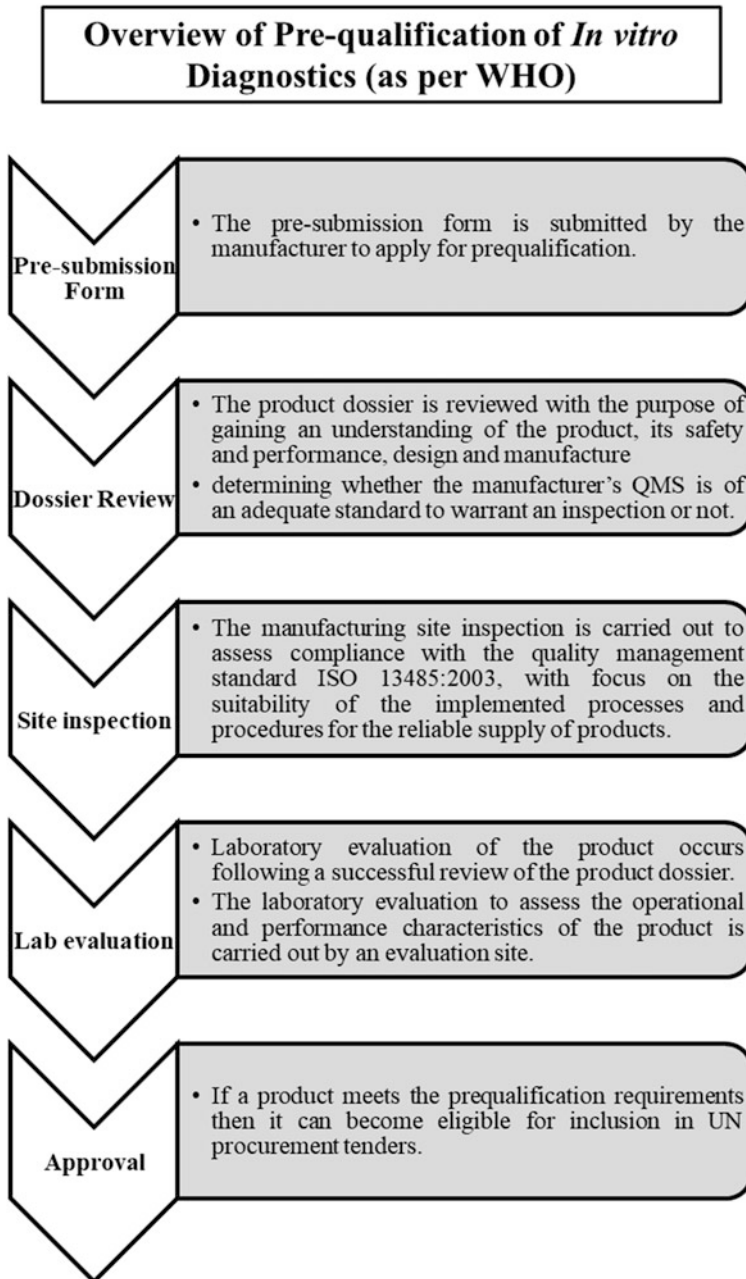 Overview of Pre-qualification of In vitro
Diagnostics (as per WHO)
Pre-submission
Form
• The pre-submission form is submitted by the
manufacturer to apply for prequalification.
Dossier Review
• The product dossier is reviewed with the purpose of
gaining an understanding of the product, its safety
and performance, design and manufacture
• determining whether the manufacturer's QMS is of
an adequate standard to warrant an inspection or not.
Site inspection
• The manufacturing site inspection is carried out to
assess compliance with the quality management
standard ISO 13485:2003, with focus on the
suitability of the implemented processes and
procedures for the reliable supply of products.
Lab evaluation
• Laboratory evaluation of the product occurs
following a successful review of the product dossier.
• The laboratory evaluation to assess the operational
and performance characteristics of the product is
carried out by an evaluation site.
Approval
• If a product meets the prequalification requirements
then it can become eligible for inclusion in UN
procurement tenders.